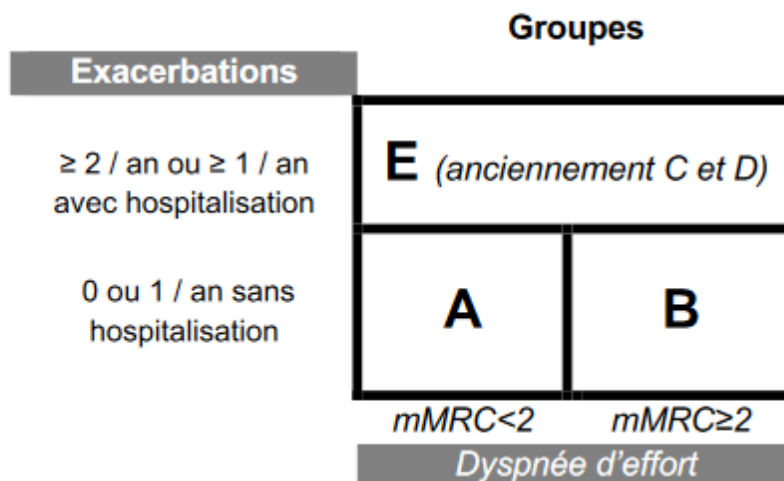 Groupes
Exacerbations
≥ 2 / an ou ≥ 1 / an
avec hospitalisation
E (anciennement C et D)
0 ou 1 / an sans
hospitalisation
A
B
mMRC<2
mMRC≥2
Dyspnée d'effort